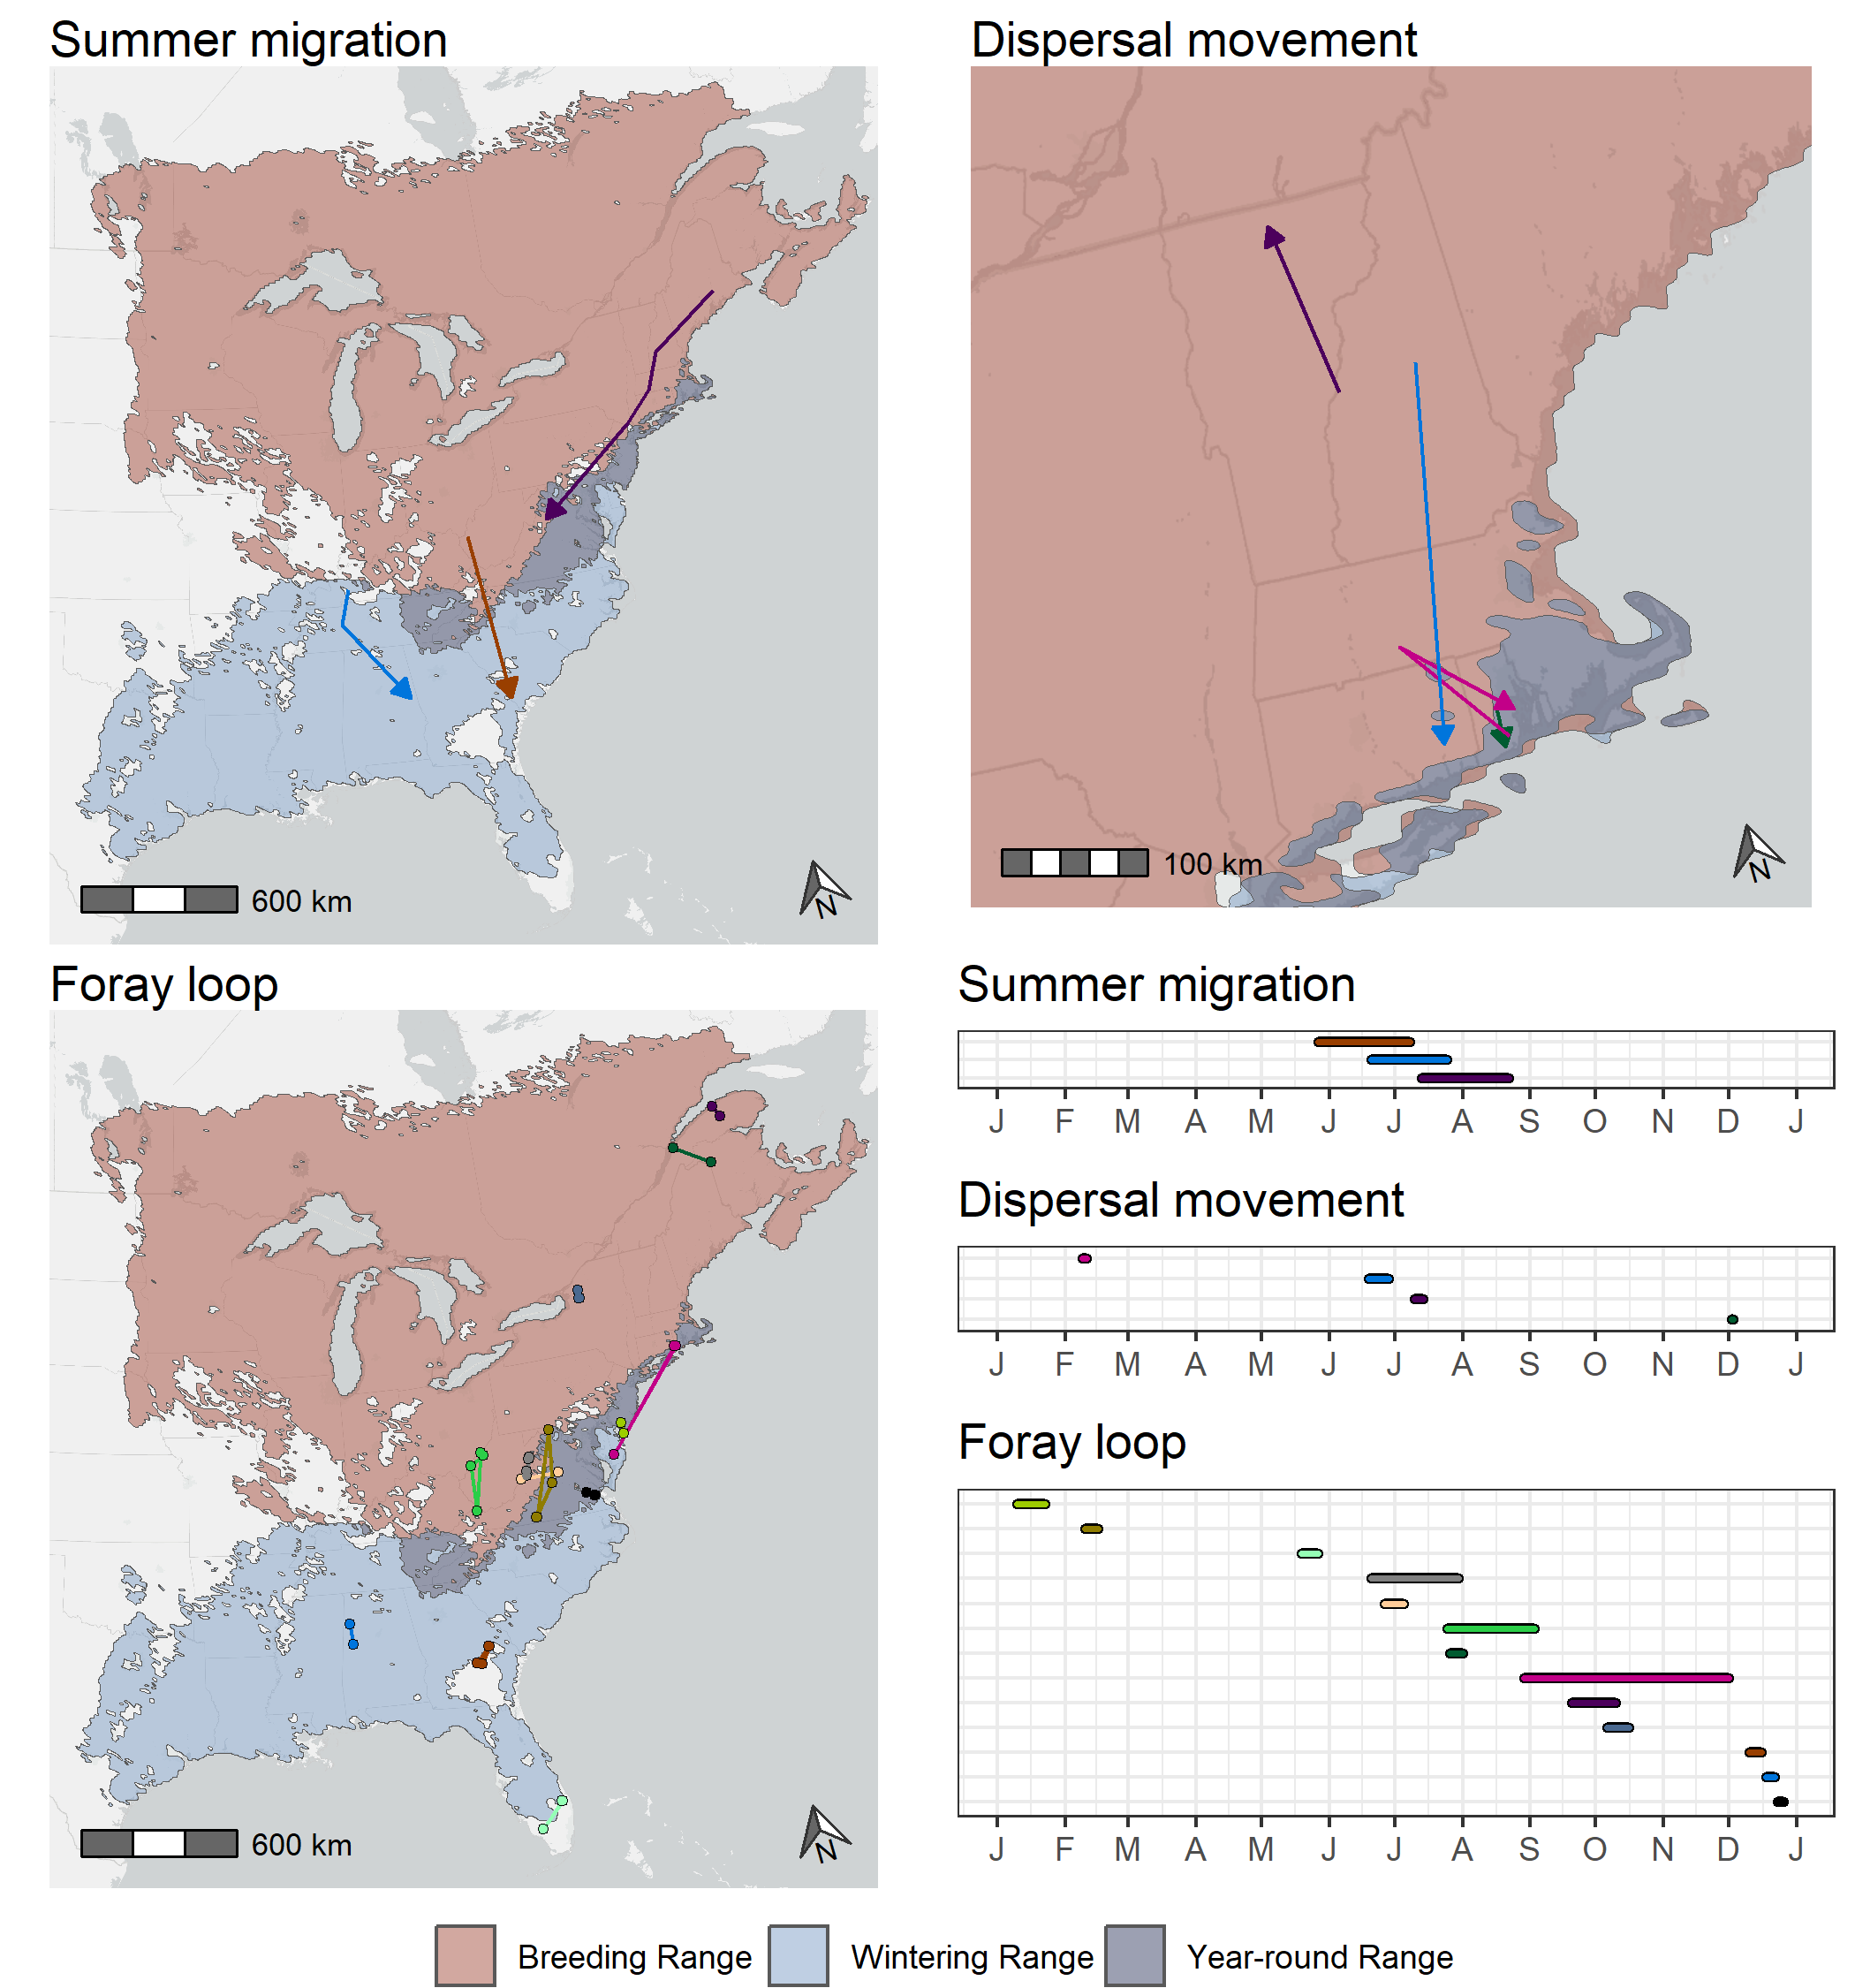 Summer migration
600 km
N
Dispersal movement
100 km
N
Foray loop
600 km
N
Summer migration
J F M A M J J A S O N D J
Dispersal movement
J F M A M J J A S O N D J
Foray loop
J F M A M J J A S O N D J
Breeding Range Wintering Range Year-round Range